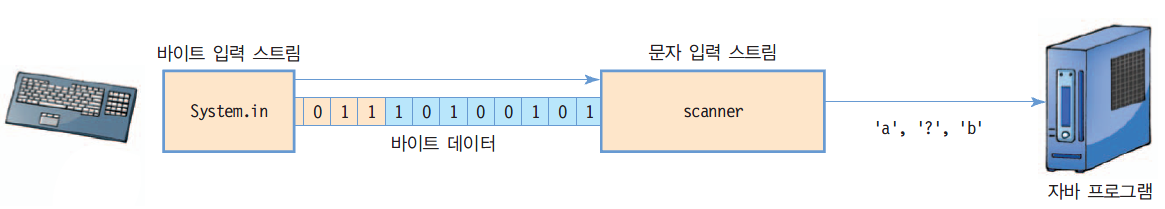 바이트 입력 스트림
문자 입력 스트림
System.in
0 1 1 1 0 1 0 0 1 0 1
scanner
바이트 데이터
'a', '?', 'b'
자바 프로그램